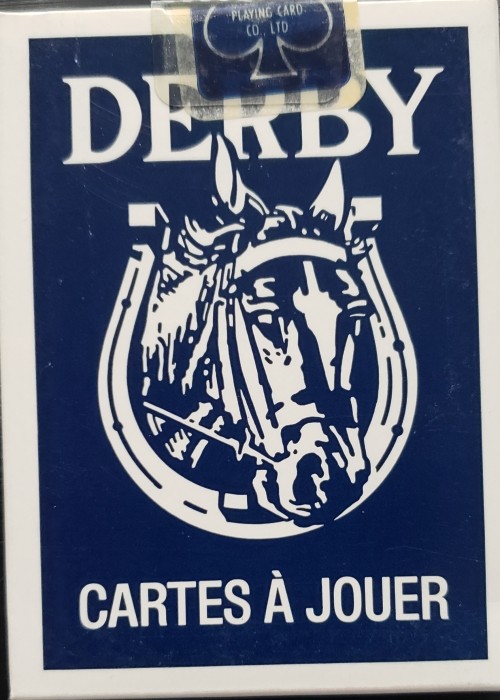 PLAYING CARD
CO., LTD
DERBY
CARTES À JOUER